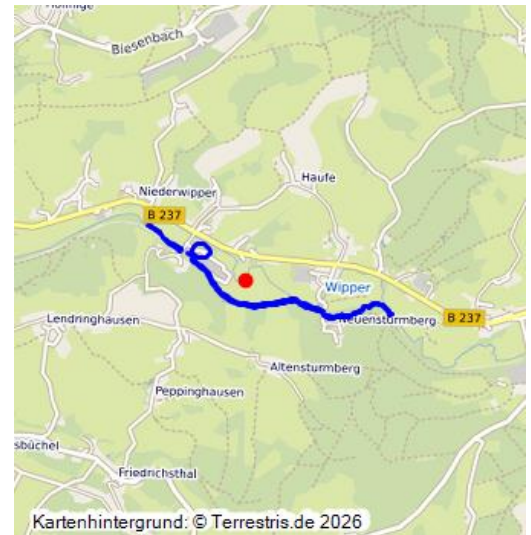 Biesenbach
Haufe
Niederwipper
B 237
Wipper
Lendringhausen
Neuensturmberg
B 237
Altensturmberg
Peppinghausen
sbüchel
Friedrichsthal
Kartenhintergrund: © Terrestris.de 2026